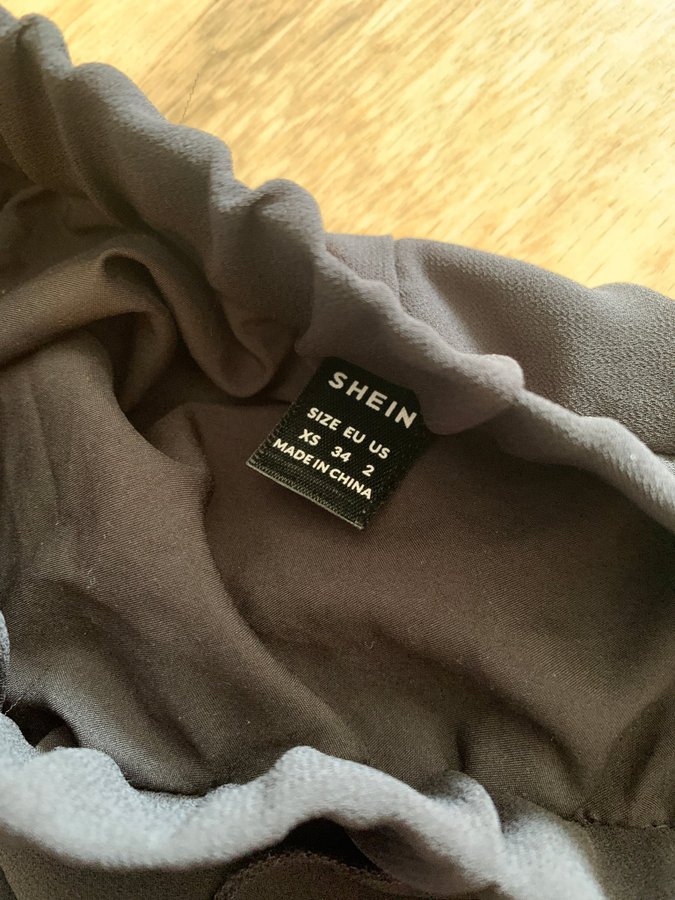 SHEIN
SIZE EU US
XS 34 2
MADE IN CHINA